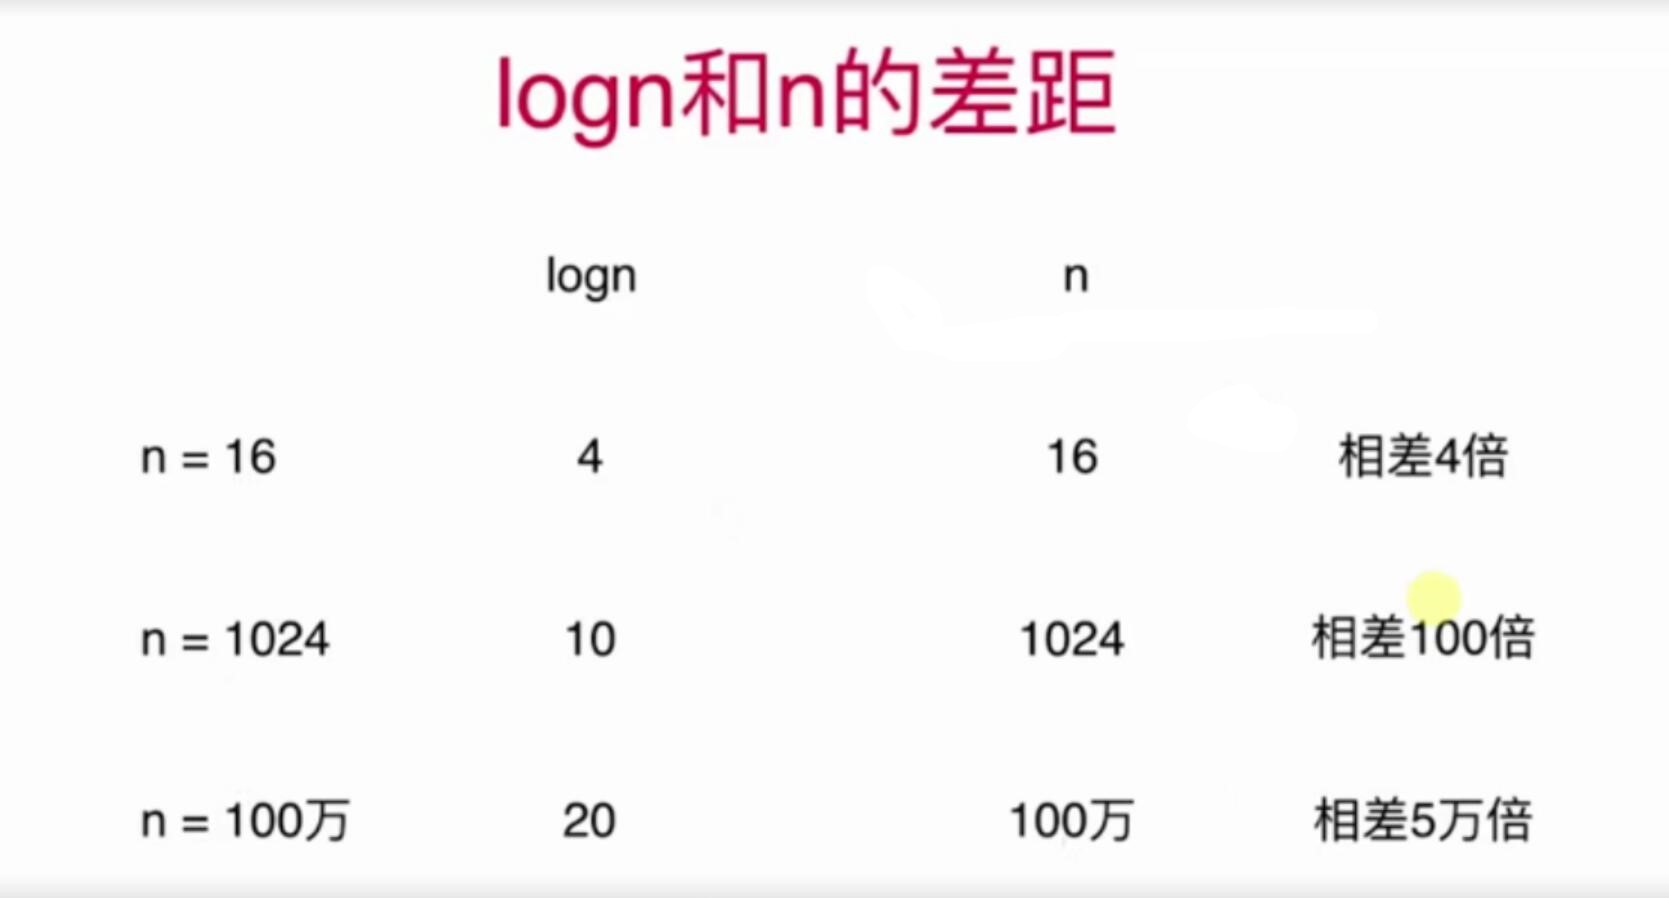 logn和n的差距
logn n
n = 16 4 16 相差4倍
n = 1024 10 1024 相差100倍
n = 100万 20 100万 相差5万倍